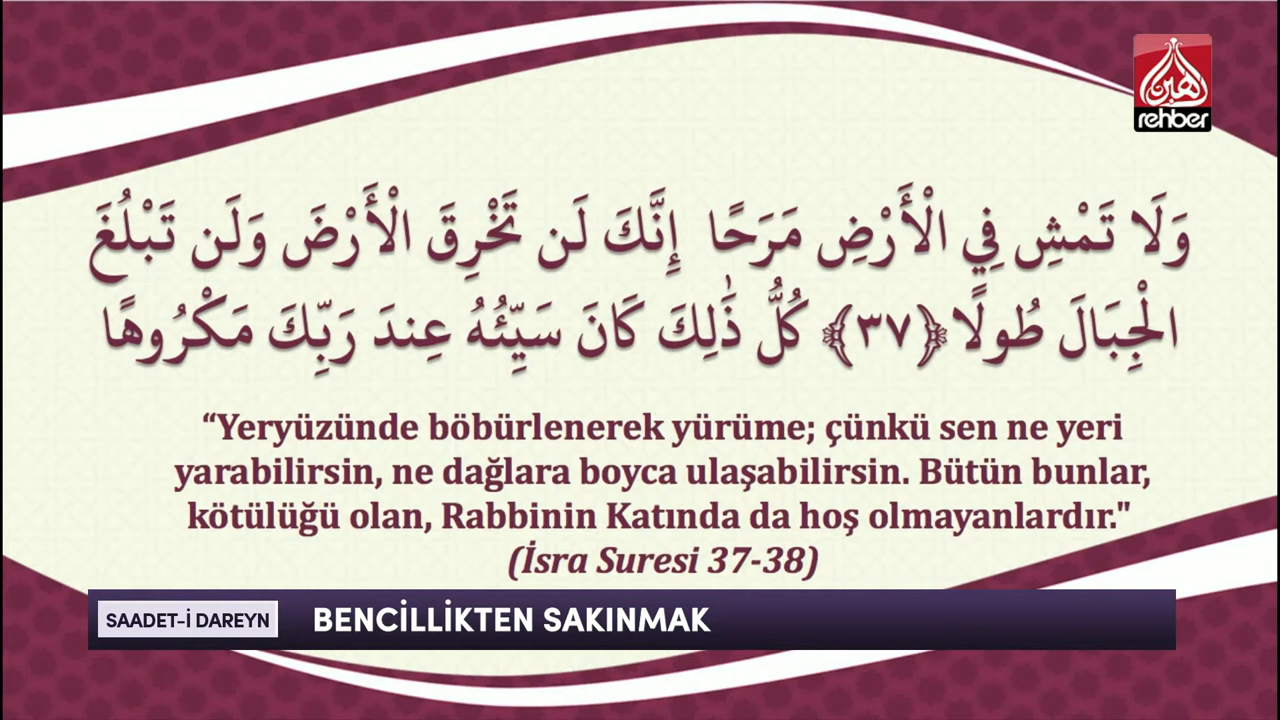 رهبر
rehber
وَلَا تَمْشِ فِي الْأَرْضِ مَرَحًا إِنَّكَ لَن تَخْرِقَ الْأَرْضَ وَلَن تَبْلُغَ
الْجِبَالَ طُولًا ﴿٣٧﴾ كُلُّ ذَٰلِكَ كَانَ سَيِّئُهُ عِندَ رَبِّكَ مَكْرُوهًا
“Yeryüzünde böbürlenerek yürüme; çünkü sen ne yeri
yarabilirsin, ne dağlara boyca ulaşabilirsin. Bütün bunlar,
kötülüğü olan, Rabbinin Katında da hoş olmayanlardır."
(İsra Suresi 37-38)
SAADET-İ DAREYN BENCİLLİKTEN SAKINMAK